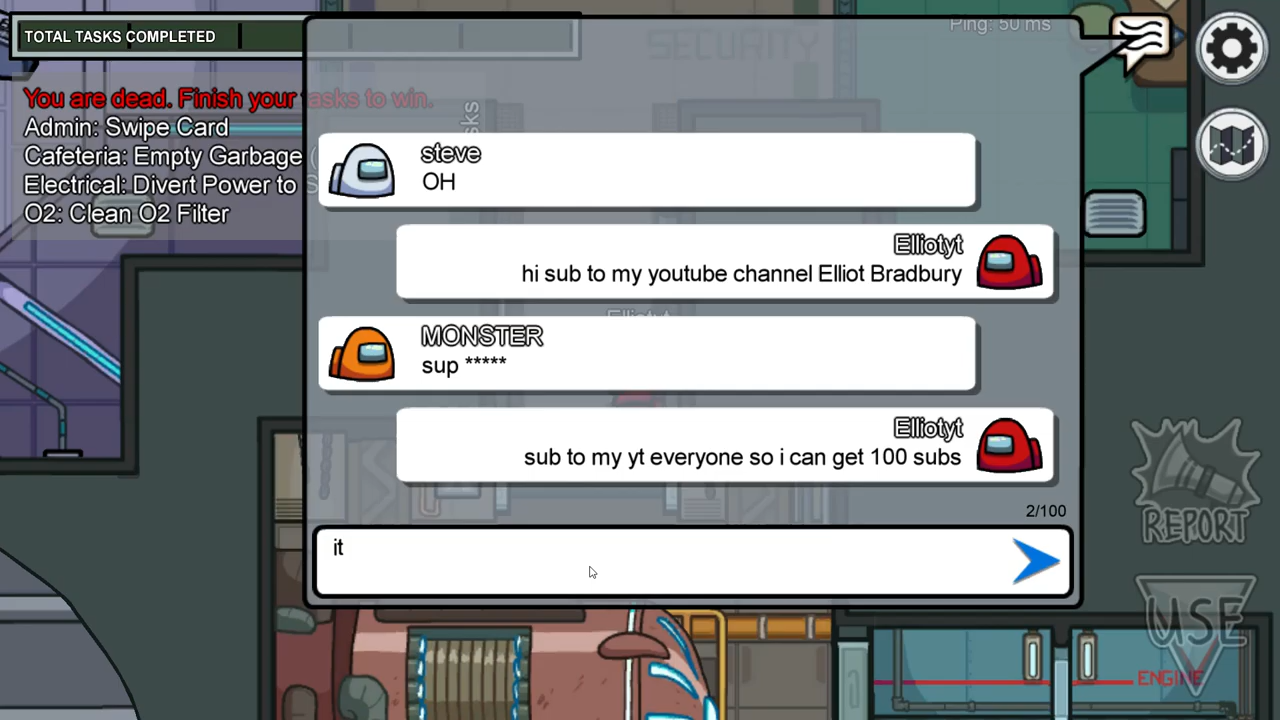 TOTAL TASKS COMPLETED
Ping: 50 ms
SECURITY
You are dead. Finish your tasks to win.
Admin: Swipe Card
Cafeteria: Empty Garbage (
Electrical: Divert Power to S
O2: Clean O2 Filter
steve
OH
Elliotyt
hi sub to my youtube channel Elliot Bradbury
Elliotyt
MONSTER
sup *****
Elliotyt
sub to my yt everyone so i can get 100 subs
2/100
it
REPORT
USE
ENGINE